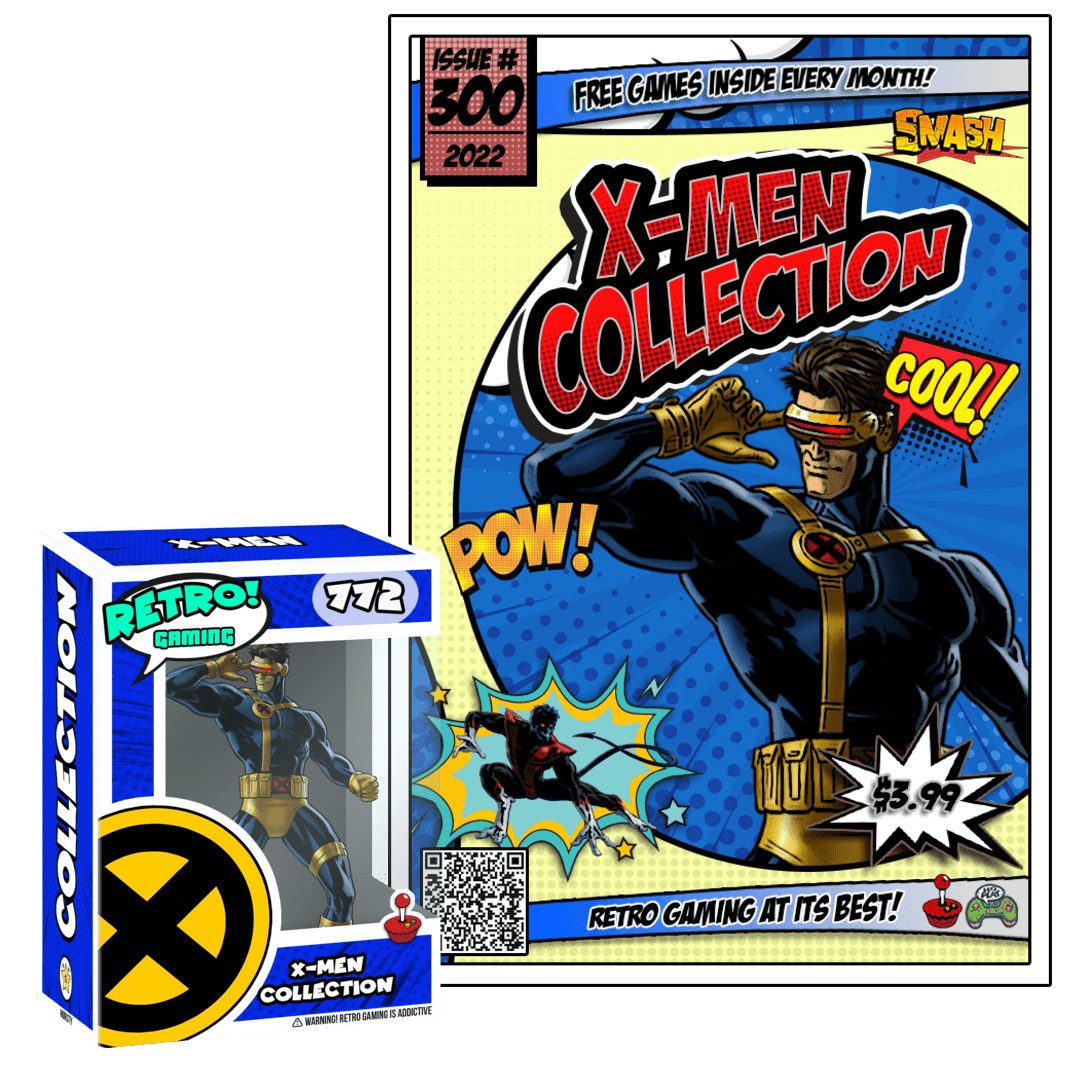 ISSUE #
300
2022
FREE GAMES INSIDE EVERY MONTH!
SMASH
X-MEN
COLLECTION
COOL!
POW!
$3.99
RETRO GAMING AT ITS BEST!
X-MEN
RETRO!
GAMING
772
COLLECTION
X-MEN
COLLECTION
WARNING! RETRO GAMING IS ADDICTIVE